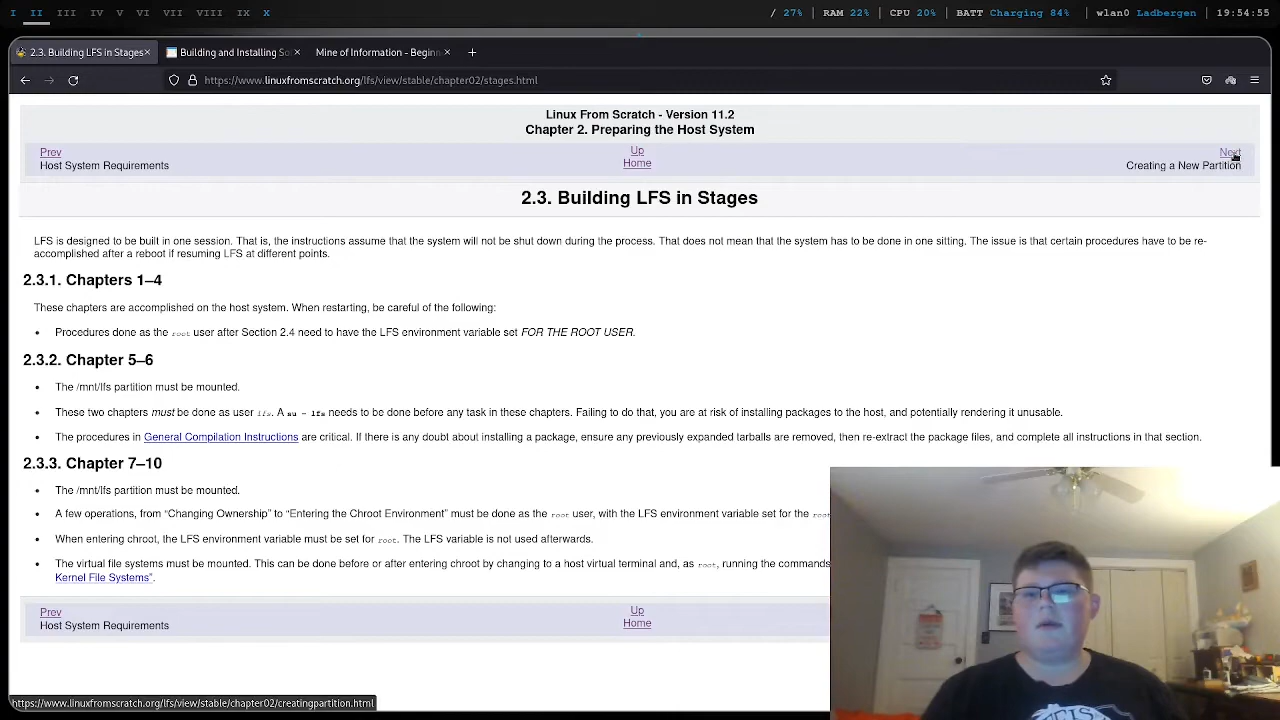 I II III IV V VI VII VIII IX X / 27% RAM 22% CPU 20% BATT Charging 84% wlan0 Ladbergen 19:54:55
2.3. Building LFS in Stages × Building and Installing So × Mine of Information - Beginn ×
https://www.linuxfromscratch.org/lfs/view/stable/chapter02/stages.html
Linux From Scratch - Version 11.2
Chapter 2. Preparing the Host System
Prev Up Next
Host System Requirements Home Creating a New Partition
2.3. Building LFS in Stages
LFS is designed to be built in one session. That is, the instructions assume that the system will not be shut down during the process. That does not mean that the system has to be done in one sitting. The issue is that certain procedures have to be re-
accomplished after a reboot if resuming LFS at different points.
2.3.1. Chapters 1–4
These chapters are accomplished on the host system. When restarting, be careful of the following:
• Procedures done as the root user after Section 2.4 need to have the LFS environment variable set FOR THE ROOT USER.
2.3.2. Chapter 5–6
• The /mnt/lfs partition must be mounted.
• These two chapters must be done as user lfs. A su - lfs needs to be done before any task in these chapters. Failing to do that, you are at risk of installing packages to the host, and potentially rendering it unusable.
• The procedures in General Compilation Instructions are critical. If there is any doubt about installing a package, ensure any previously expanded tarballs are removed, then re-extract the package files, and complete all instructions in that section.
2.3.3. Chapter 7–10
• The /mnt/lfs partition must be mounted.
• A few operations, from “Changing Ownership” to “Entering the Chroot Environment” must be done as the root user, with the LFS environment variable set for the
• When entering chroot, the LFS environment variable must be set for root. The LFS variable is not used afterwards.
• The virtual file systems must be mounted. This can be done before or after entering chroot by changing to a host virtual terminal and, as root, running the commands
Kernel File Systems”.
Prev Up
Host System Requirements Home
https://www.linuxfromscratch.org/lfs/view/stable/chapter02/creatingpartition.html